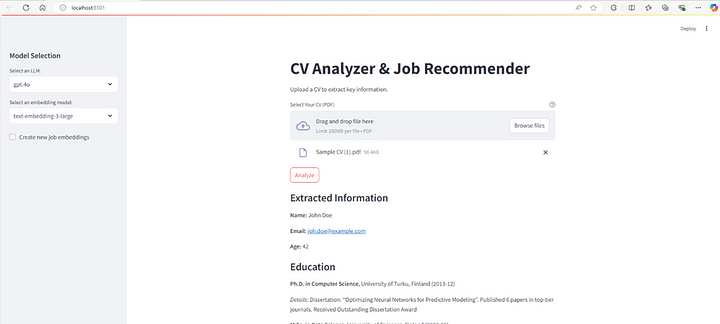 localhost:8501
Deploy
Model Selection
Select an LLM:
gpt-4o
Select an embedding model:
text-embedding-3-large
Create new job embeddings
CV Analyzer & Job Recommender
Upload a CV to extract key information.
Select Your CV (PDF)
Drag and drop file here
Limit 200MB per file • PDF
Browse files
Sample CV (1).pdf 98.4KB
Analyze
Extracted Information
Name: John Doe
Email: joh.doe@example.com
Age: 42
Education
Ph.D. in Computer Science, University of Turku, Finland (2013-12)
Details: Dissertation: "Optimizing Neural Networks for Predictive Modeling". Published 6 papers in top-tier
journals. Received Outstanding Dissertation Award